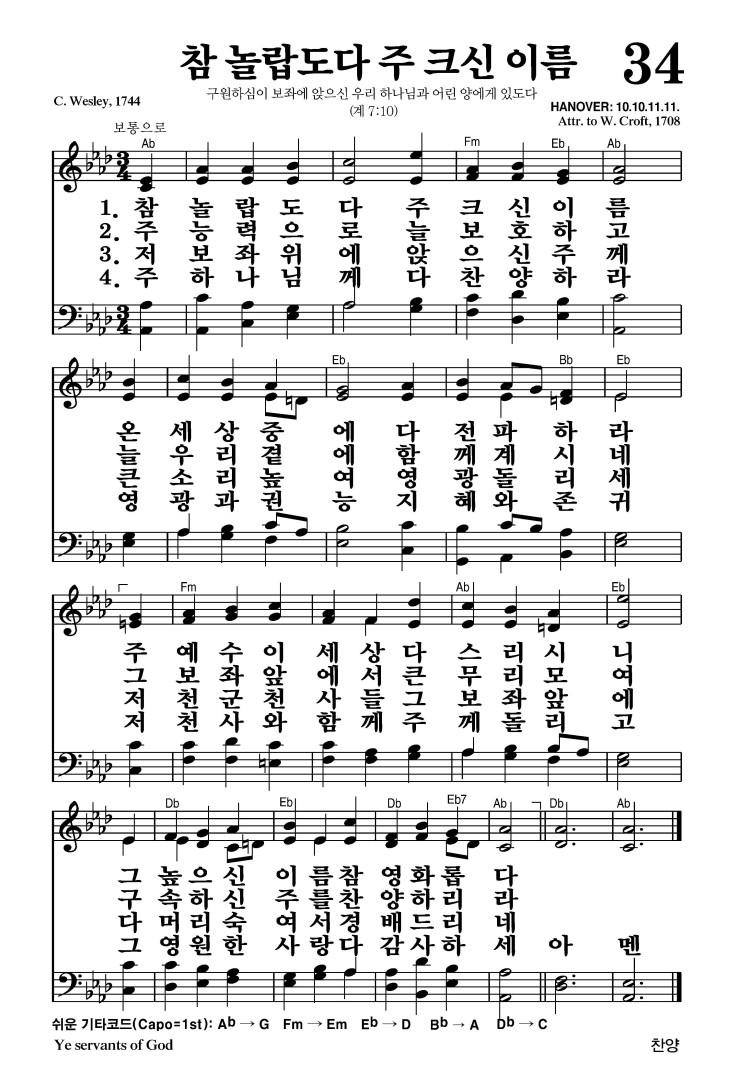 참 놀랍도다 주 크신 이름 34
구원하심이 보좌에 앉으신 우리 하나님과 어린 양에게 있도다
(계 7:10)
C. Wesley, 1744
HANOVER: 10.10.11.11.
Attr. to W. Croft, 1708
보통으로
Ab Fm Eb Ab
1. 참 놀 랍 도 다 주 크 신 이 름
2. 주 능 력 으 로 늘 보 호 하 고
3. 저 보 좌 위 에 앉 으 신 주 께
4. 주 하 나 님 께 다 찬 양 하 라
Eb Bb Eb
온 세 상 중 에 다 전 파 하 라
늘 우 리 곁 에 함 께 계 시 네
큰 소 리 높 여 영 광 돌 리 세
영 광 과 권 능 지 혜 와 존 귀
Fm Ab Eb
주 예 수 이 세 상 다 스 리 시 니
그 보 좌 앞 에 서 큰 무 리 모 여
저 천 군 천 사 들 그 보 좌 앞 에
저 천 사 와 함 께 주 께 돌 리 고
Db Eb Db Eb7 Ab Db Ab
그 높 으 신 이 름 참 영 화 롭 다
구 속 하 신 주 를 찬 양 하 리 라
다 머 리 숙 여 서 경 배 드 리 네
그 영 원 한 사 랑 다 감 사 하 세 아 멘
쉬운 기타코드(Capo=1st): Ab → G Fm → Em Eb → D Bb → A Db → C
Ye servants of God 찬양